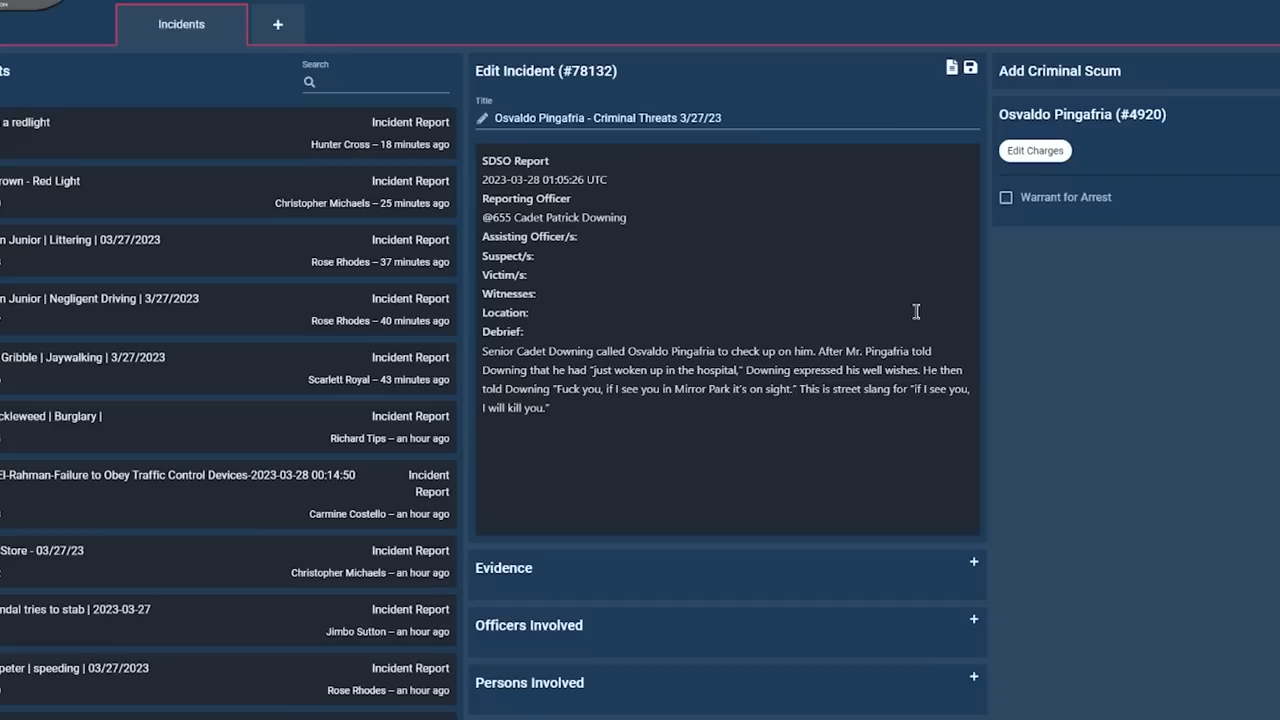 ON
Incidents
+
ts
Search
a redlight
Incident Report
Hunter Cross – 18 minutes ago
rown - Red Light
Incident Report
Christopher Michaels – 25 minutes ago
n Junior | Littering | 03/27/2023
Incident Report
Rose Rhodes – 37 minutes ago
n Junior | Negligent Driving | 3/27/2023
Incident Report
Rose Rhodes – 40 minutes ago
Gribble | Jaywalking | 3/27/2023
Incident Report
Scarlett Royal – 43 minutes ago
ckleweed | Burglary |
Incident Report
Richard Tips – an hour ago
El-Rahman-Failure to Obey Traffic Control Devices-2023-03-28 00:14:50
Incident
Report
Carmine Costello – an hour ago
Store - 03/27/23
Incident Report
Christopher Michaels – an hour ago
ndal tries to stab | 2023-03-27
Incident Report
Jimbo Sutton – an hour ago
peter | speeding | 03/27/2023
Incident Report
Rose Rhodes – an hour ago
Edit Incident (#78132)
Title
Osvaldo Pingafria - Criminal Threats 3/27/23
SDSO Report
2023-03-28 01:05:26 UTC
Reporting Officer
@655 Cadet Patrick Downing
Assisting Officer/s:
Suspect/s:
Victim/s:
Witnesses:
Location:
Debrief:
Senior Cadet Downing called Osvaldo Pingafria to check up on him. After Mr. Pingafria told
Downing that he had "just woken up in the hospital," Downing expressed his well wishes. He then
told Downing "Fuck you, if I see you in Mirror Park it's on sight." This is street slang for "if I see you,
I will kill you."
Evidence
+
Officers Involved
+
Persons Involved
+
Add Criminal Scum
Osvaldo Pingafria (#4920)
Edit Charges
Warrant for Arrest